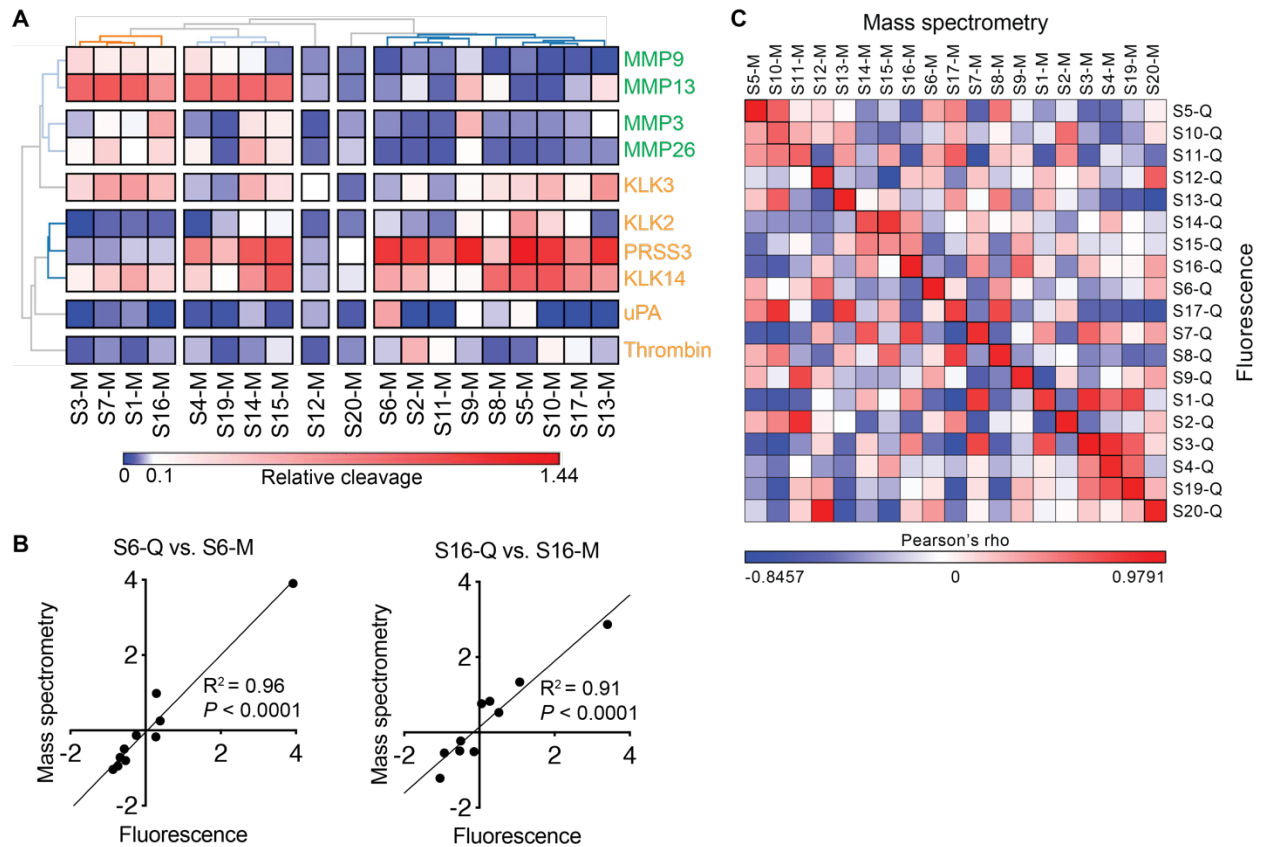 A
MMP9
MMP13
MMP3
MMP26
KLK3
KLK2
PRSS3
KLK14
uPA
Thrombin
S3-M S7-M S1-M S16-M S4-M S19-M S14-M S15-M S12-M S20-M S6-M S2-M S11-M S9-M S8-M S5-M S10-M S17-M S13-M
0 0.1 Relative cleavage 1.44
B
S6-Q vs. S6-M
Mass spectrometry
4
2
R² = 0.96
P < 0.0001
-2 2 4
-2
Fluorescence
S16-Q vs. S16-M
Mass spectrometry
4
2
R² = 0.91
P < 0.0001
-2 2 4
-2
Fluorescence
C
Mass spectrometry
S5-M S10-M S11-M S12-M S13-M S14-M S15-M S16-M S6-M S17-M S7-M S8-M S9-M S1-M S2-M S3-M S4-M S19-M S20-M
S5-Q
S10-Q
S11-Q
S12-Q
S13-Q
S14-Q
S15-Q
S16-Q
S6-Q
S17-Q
S7-Q
S8-Q
S9-Q
S1-Q
S2-Q
S3-Q
S4-Q
S19-Q
S20-Q
Fluorescence
Pearson's rho
-0.8457 0 0.9791